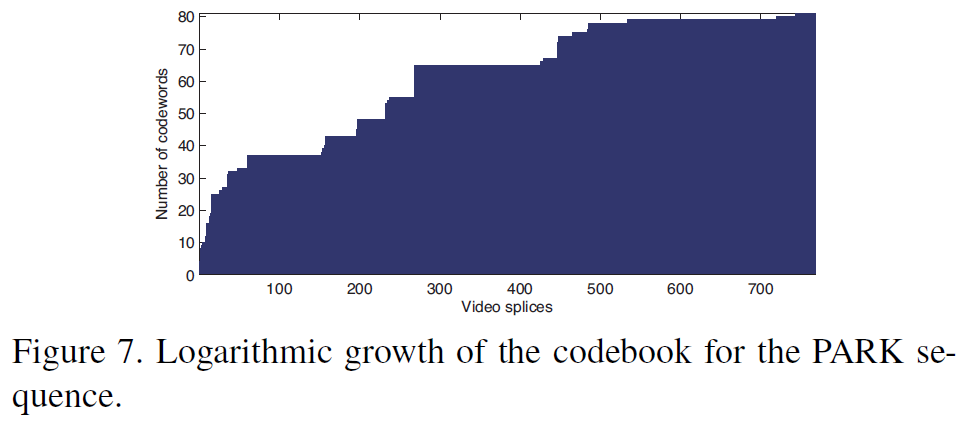 80
70
60
50
40
30
20
10
0
Number of codewords
100 200 300 400 500 600 700
Video splices
Figure 7. Logarithmic growth of the codebook for the PARK se-
quence.